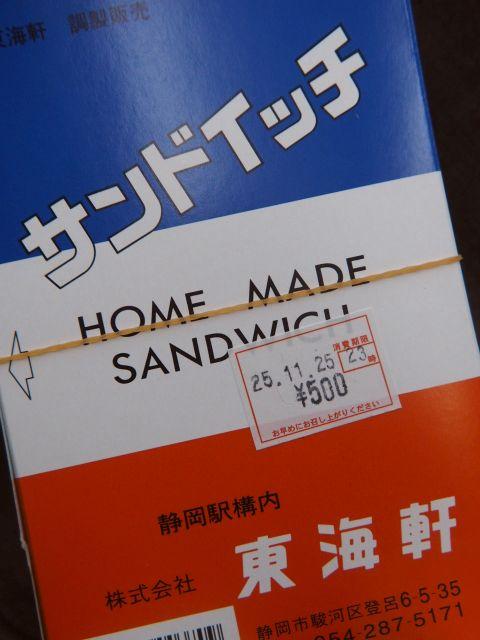 東海軒 調製販売
サンドイッチ
HOME MADE
SANDWICH
消費期限
25.11.25 23時
¥500
お早めにお召し上がりください
静岡駅構内
株式会社 東海軒
静岡市駿河区登呂6-5-35
054-287-5171